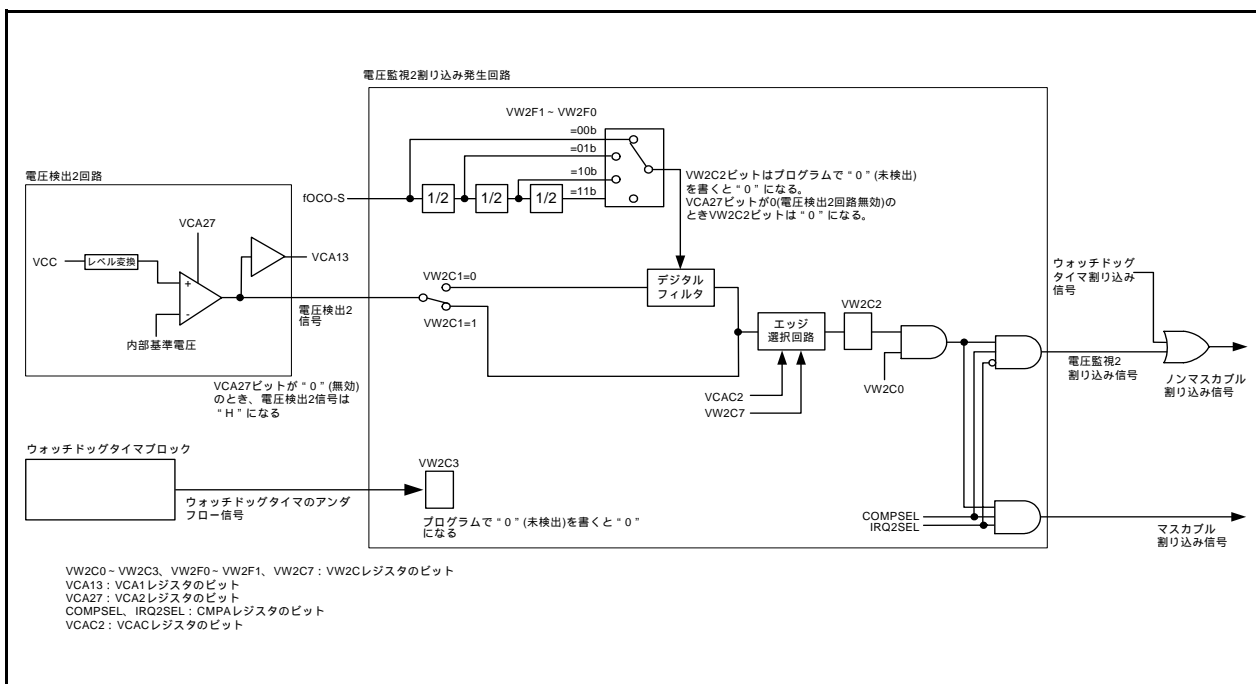 電圧監視2割り込み発生回路
VW2F1~VW2F0
=00b
=01b
=10b
=11b
fOCO-S
1/2
1/2
1/2
VW2C2ビットはプログラムで“0”(未検出)
を書くと“0”になる。
VCA27ビットが0(電圧検出2回路無効)の
ときVW2C2ビットは“0”になる。
電圧検出2回路
VCA27
VCC
レベル変換
+
-
内部基準電圧
VCA13
電圧検出2
信号
VW2C1=0
VW2C1=1
デジタル
フィルタ
エッジ
選択回路
VCAC2
VW2C7
VW2C2
VW2C0
ウォッチドッグ
タイマ割り込み
信号
電圧監視2
割り込み信号
ノンマスカブル
割り込み信号
VCA27ビットが“0”(無効)
のとき、電圧検出2信号は
“H”になる
ウォッチドッグタイマブロック
ウォッチドッグタイマのアンダ
フロー信号
VW2C3
プログラムで“0”(未検出)を書くと“0”
になる
COMPSEL
IRQ2SEL
マスカブル
割り込み信号
VW2C0~VW2C3、VW2F0~VW2F1、VW2C7:VW2Cレジスタのビット
VCA13:VCA1レジスタのビット
VCA27:VCA2レジスタのビット
COMPSEL、IRQ2SEL:CMPAレジスタのビット
VCAC2:VCACレジスタのビット